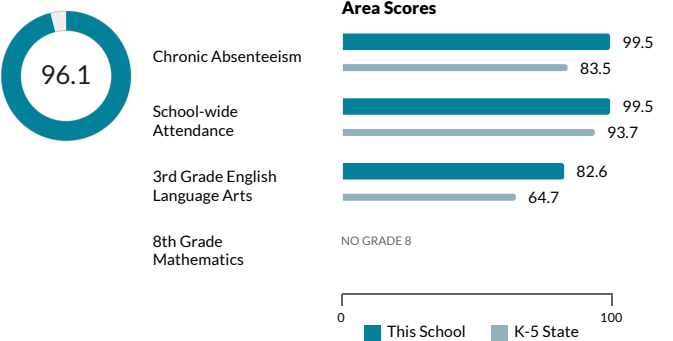 Area Scores
96.1
Chronic Absenteeism
99.5
83.5
School-wide
Attendance
99.5
93.7
3rd Grade English
Language Arts
82.6
64.7
8th Grade
Mathematics
NO GRADE 8
0
100
This School
K-5 State